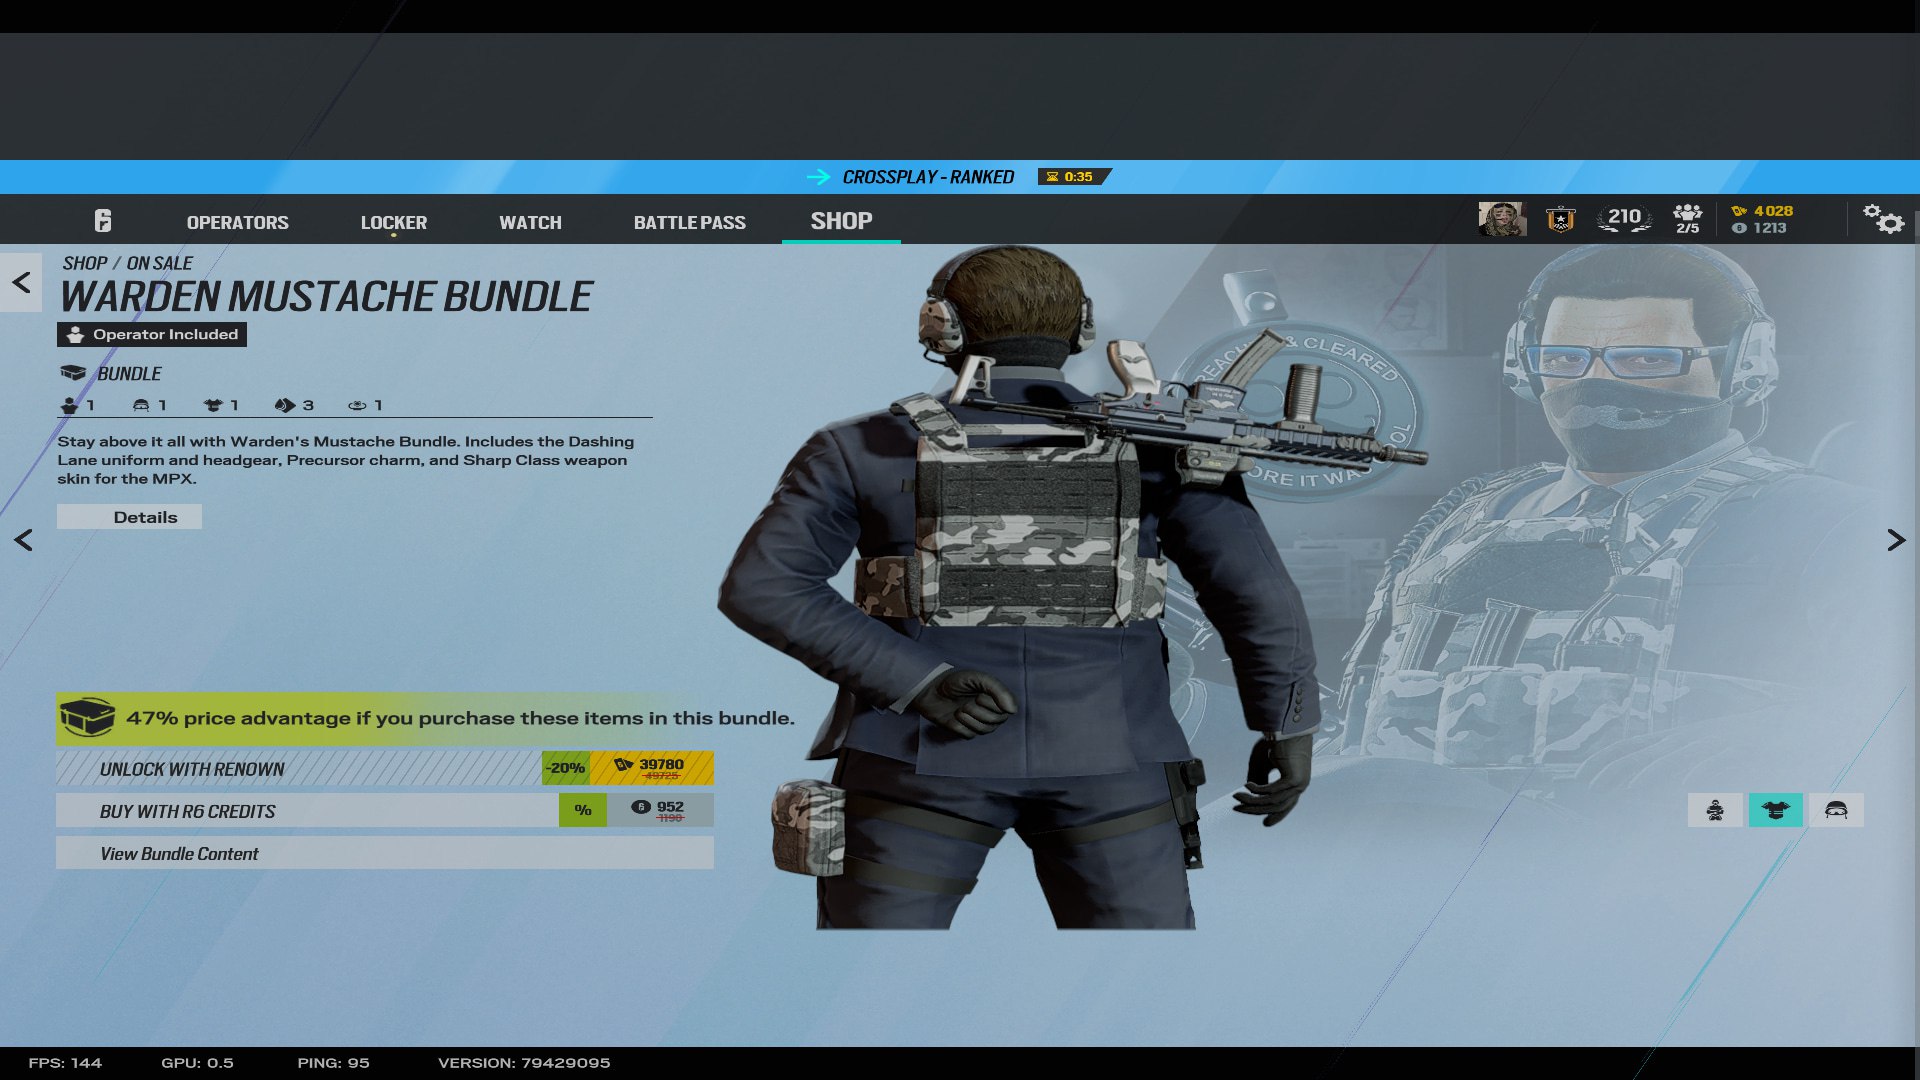 CROSSPLAY - RANKED 0:35
OPERATORS LOCKER WATCH BATTLE PASS SHOP
210 2/5 4 028
1213
SHOP / ON SALE
WARDEN MUSTACHE BUNDLE
Operator Included
BUNDLE
1 1 1 3 1
Stay above it all with Warden's Mustache Bundle. Includes the Dashing
Lane uniform and headgear, Precursor charm, and Sharp Class weapon
skin for the MPX.
Details
& CLEARED
47% price advantage if you purchase these items in this bundle.
UNLOCK WITH RENOWN -20% 39780
49725
BUY WITH R6 CREDITS % 952
1190
View Bundle Content
FPS: 144 GPU: 0.5 PING: 95 VERSION: 79429095